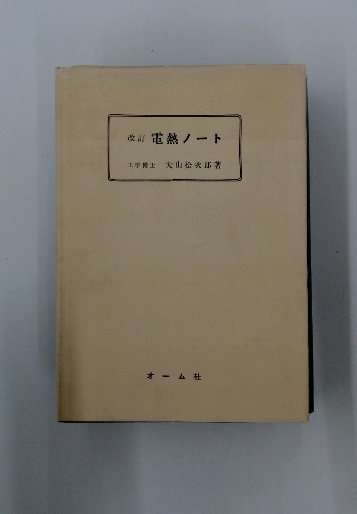 改訂 電熱ノート
工学博士 大山松次郎著
オーム社